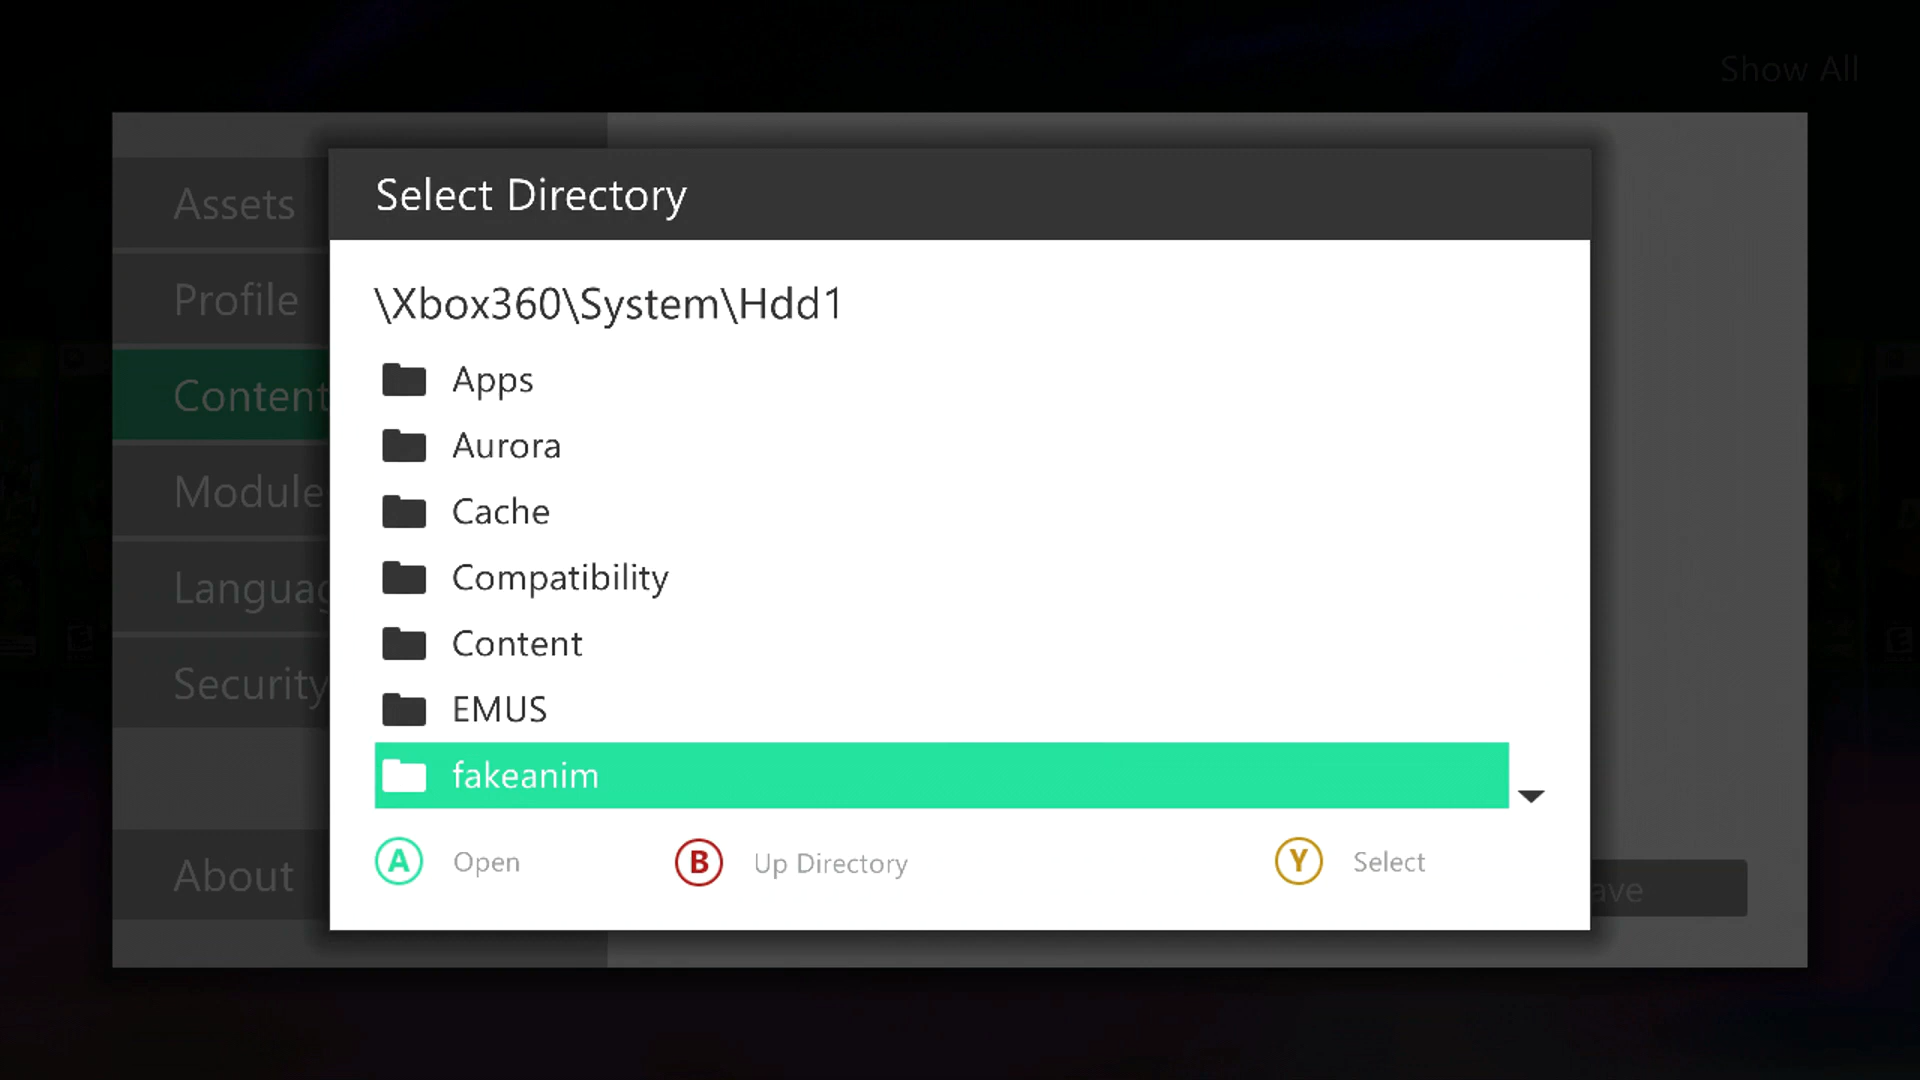 Show All
Select Directory
\Xbox360\System\Hdd1
Apps
Aurora
Cache
Compatibility
Content
EMUS
fakeanim
A Open
B Up Directory
Y Select
Assets
Profile
Content
Module
Languag
Security
About
ave